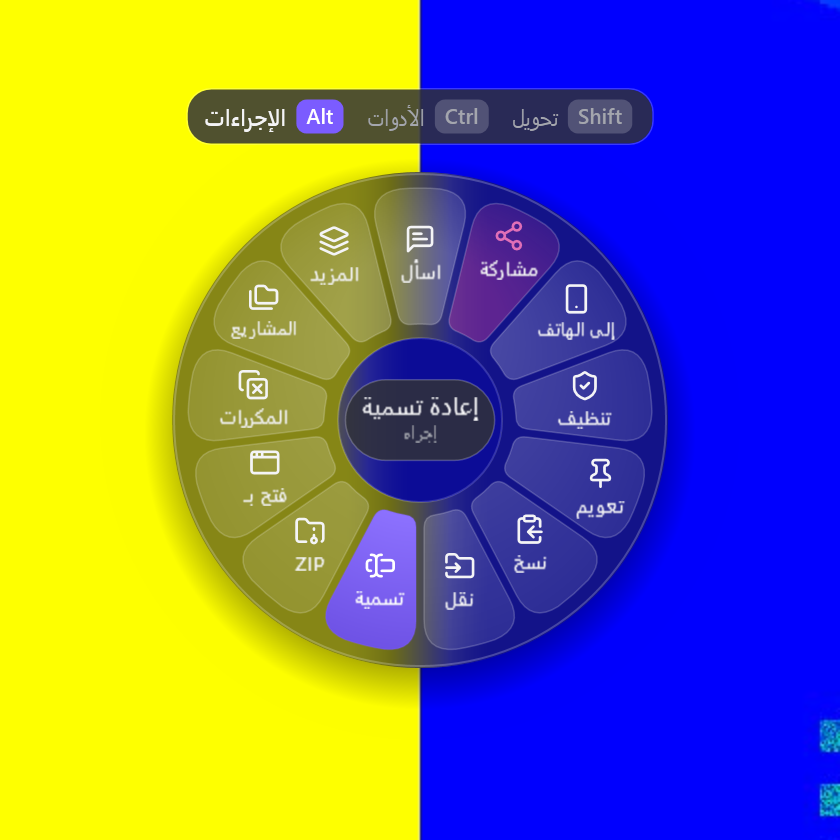 Shift تحويل Ctrl الأدوات Alt الإجراءات
اسأل
مشاركة
إلى الهاتف
تنظيف
تعويم
نسخ
نقل
تسمية
ZIP
فتح بـ
المكررات
المشاريع
المزيد
إعادة تسمية
إجراء